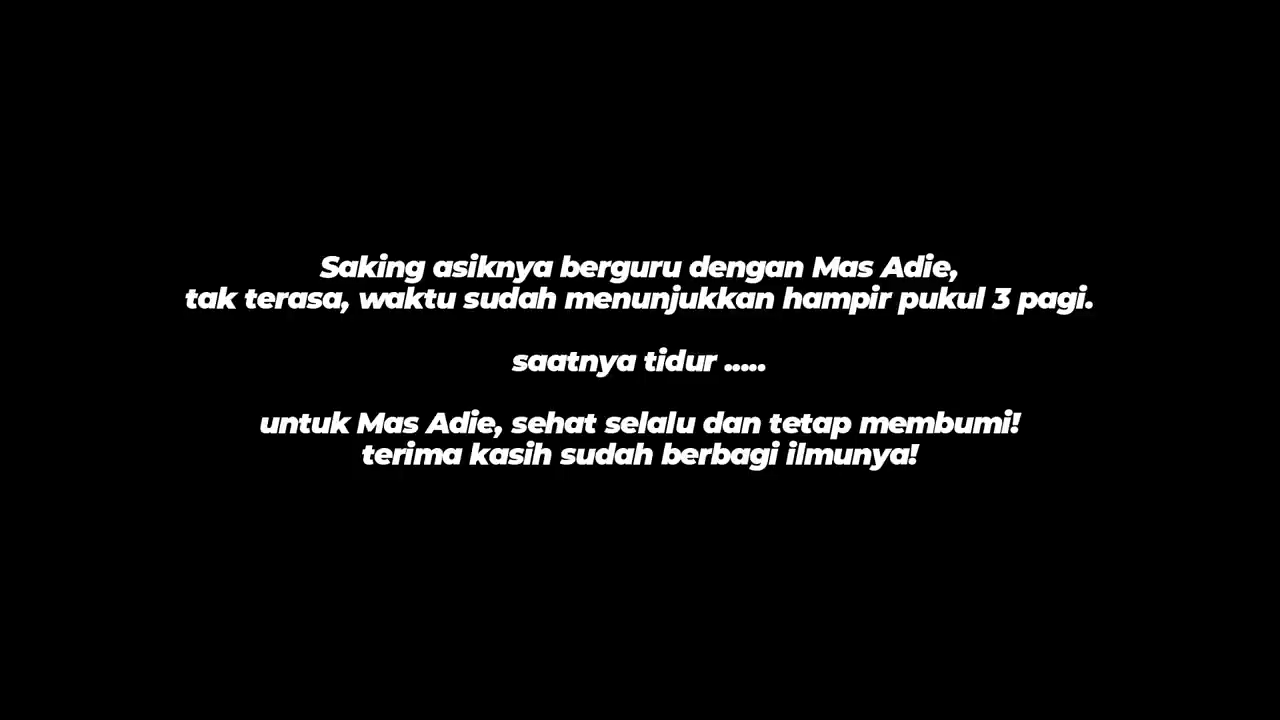 Saking asiknya berguru dengan Mas Adie,
tak terasa, waktu sudah menunjukkan hampir pukul 3 pagi.
saatnya tidur .....
untuk Mas Adie, sehat selalu dan tetap membumi!
terima kasih sudah berbagi ilmunya!